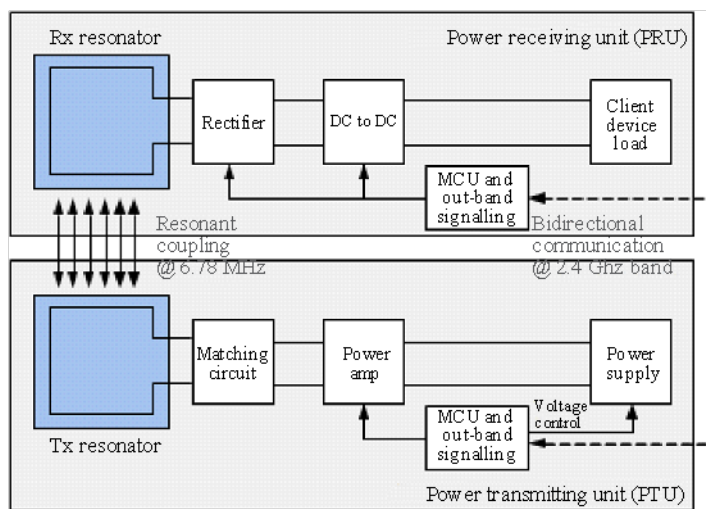 Rx resonator
Power receiving unit (PRU)
Rectifier
DC to DC
Client
device
load
MCU and
out-band
signalling
Resonant
coupling
@ 6.78 MHz
Bidirectional
communication
@ 2.4 Ghz band
Matching
circuit
Power
amp
Power
supply
MCU and
out-band
signalling
Voltage
control
Tx resonator
Power transmitting unit (PTU)